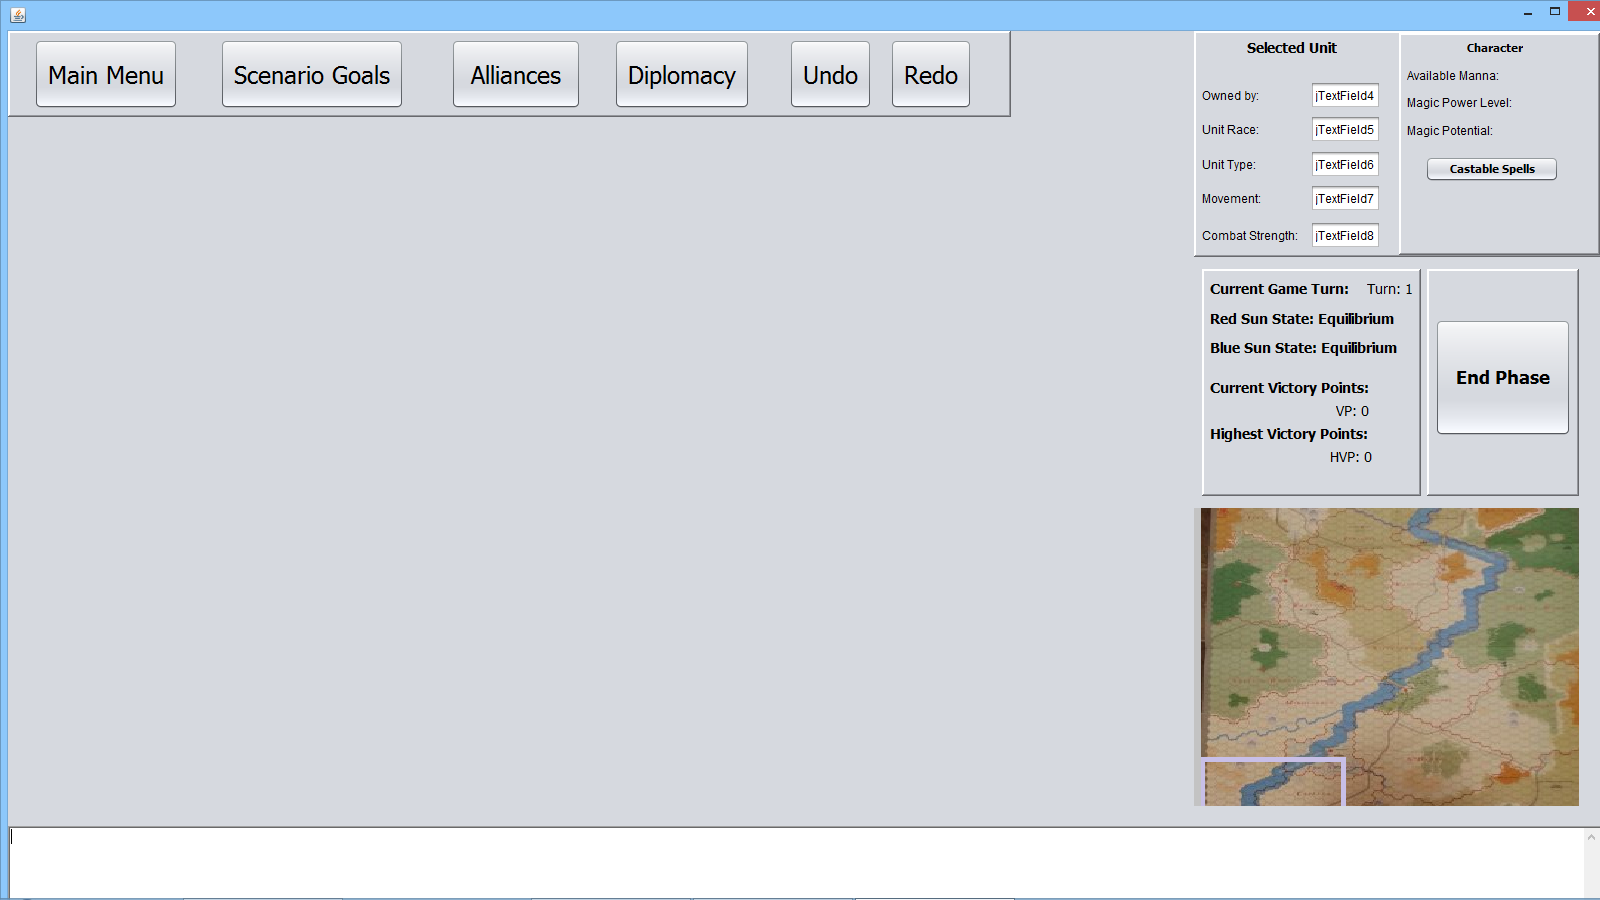 Main Menu
Scenario Goals
Alliances
Diplomacy
Undo
Redo
Selected Unit
Owned by: jTextField4
Unit Race: jTextField5
Unit Type: jTextField6
Movement: jTextField7
Combat Strength: jTextField8
Character
Available Manna:
Magic Power Level:
Magic Potential:
Castable Spells
Current Game Turn: Turn: 1
Red Sun State: Equilibrium
Blue Sun State: Equilibrium
Current Victory Points:
VP: 0
Highest Victory Points:
HVP: 0
End Phase